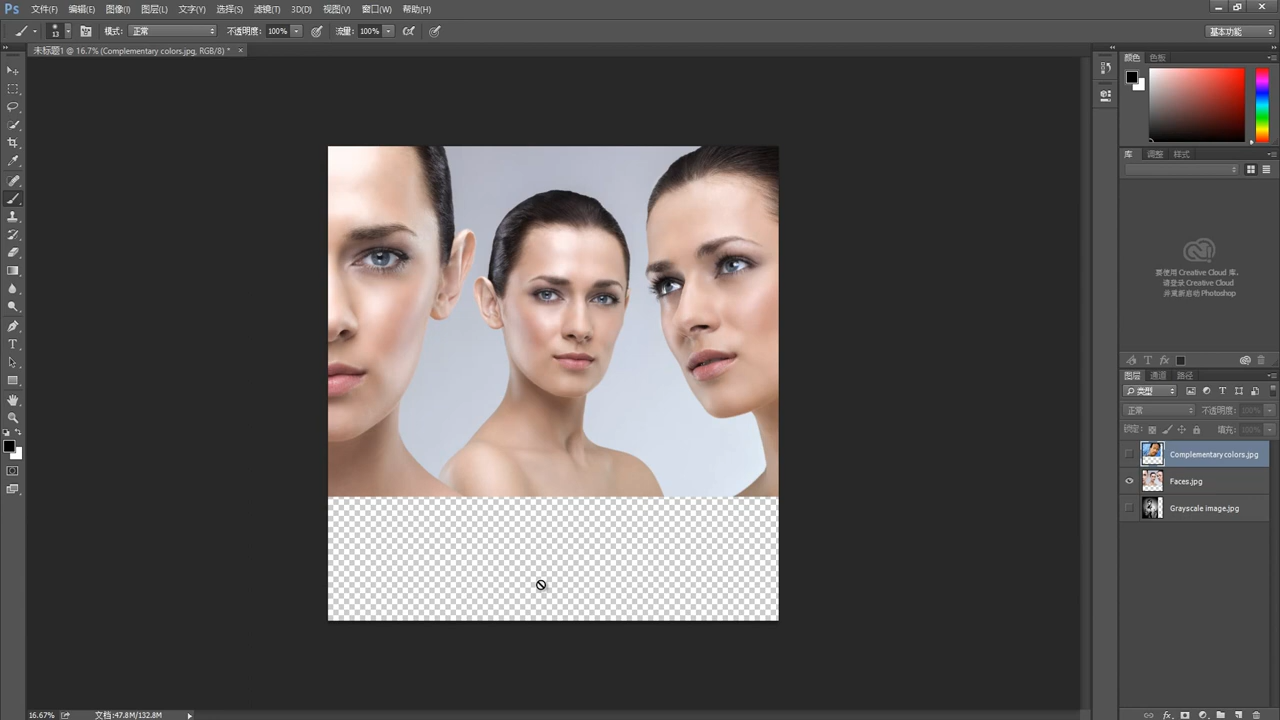 Ps 文件(F) 编辑(E) 图像(I) 图层(L) 文字(Y) 选择(S) 滤镜(T) 3D(D) 视图(V) 窗口(W) 帮助(H)
13 模式: 正常 不透明度: 100% 流量: 100% 基本功能
未标题1 @ 16.7% (Complementary colors.jpg, RGB/8) * ×
颜色 色板
库 调整 样式
要使用 Creative Cloud 库,
请登录 Creative Cloud
并重新启动 Photoshop
图层 通道 路径
类型
正常 不透明度: 100%
锁定: 填充: 100%
Complementary colors.jpg
Faces.jpg
Grayscale image.jpg
16.67% 文档:47.8M/132.8M